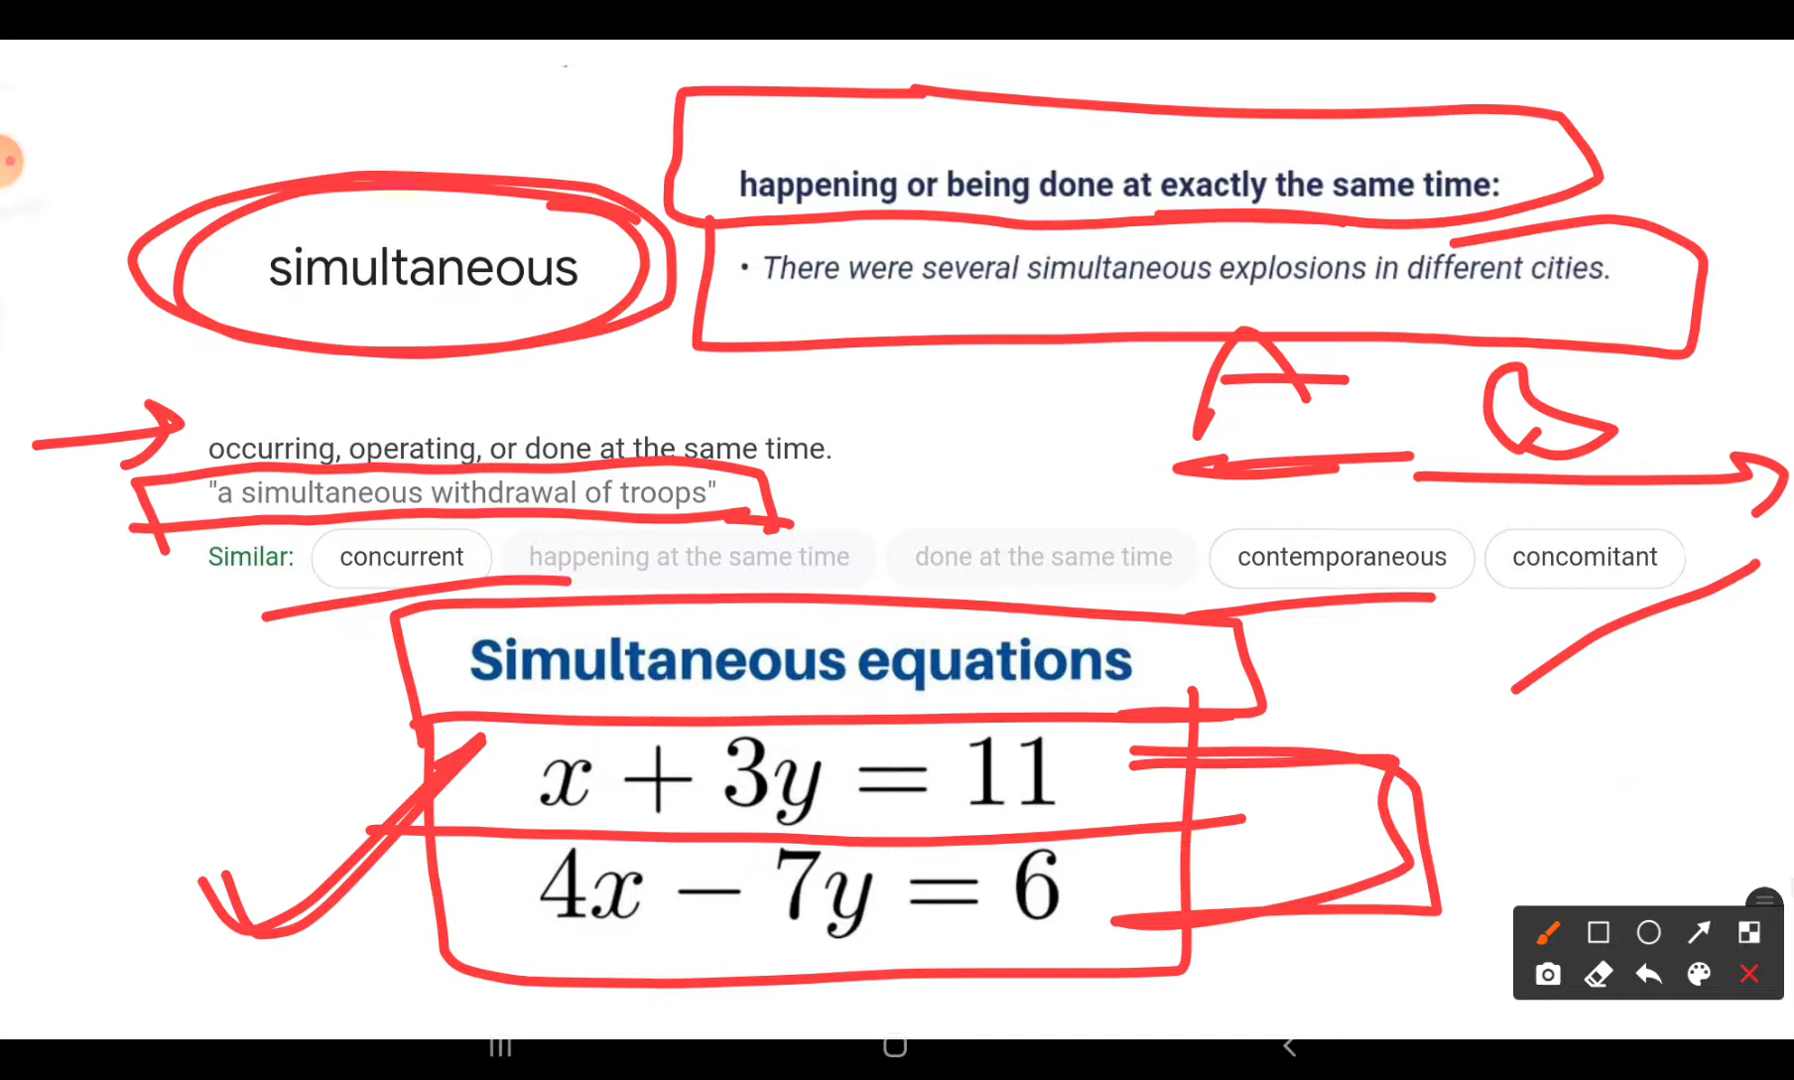 happening or being done at exactly the same time:
simultaneous
• There were several simultaneous explosions in different cities.
A
occurring, operating, or done at the same time.
"a simultaneous withdrawal of troops"
Similar: concurrent happening at the same time done at the same time contemporaneous concomitant
Simultaneous equations
x + 3y = 11
4x − 7y = 6